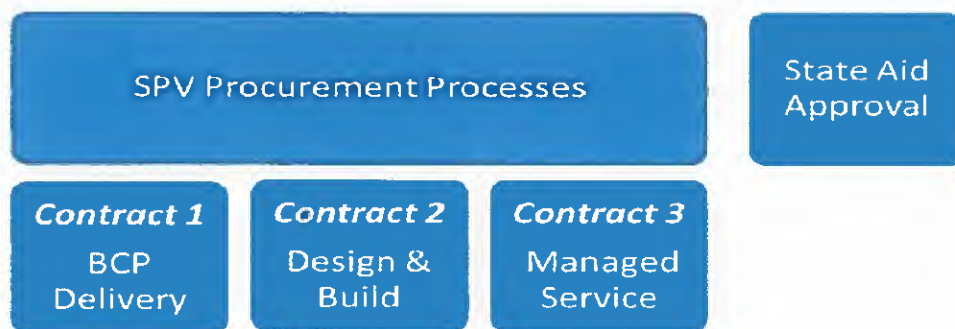 SPV Procurement Processes
State Aid
Approval
Contract 1
BCP
Delivery
Contract 2
Design &
Build
Contract 3
Managed
Service